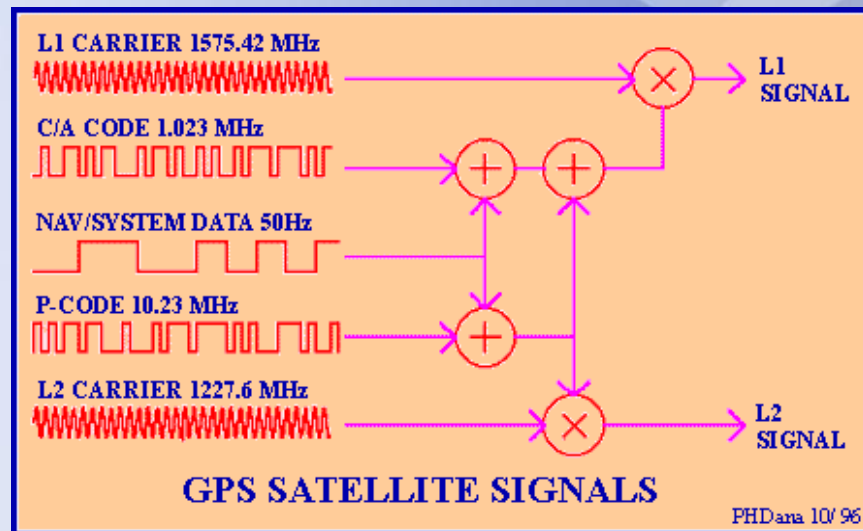 L1 CARRIER 1575.42 MHz
L1
SIGNAL
C/A CODE 1.023 MHz
NAV/SYSTEM DATA 50Hz
P-CODE 10.23 MHz
L2 CARRIER 1227.6 MHz
L2
SIGNAL
GPS SATELLITE SIGNALS
PHDana 10/96